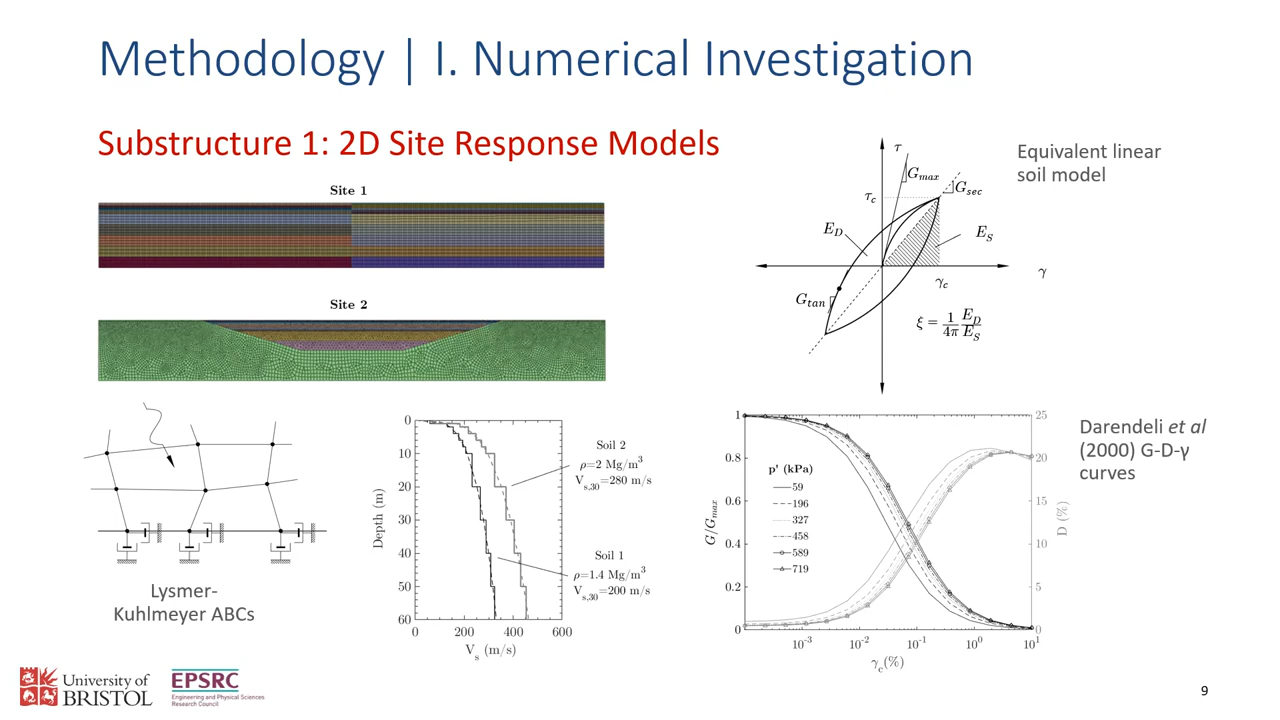 Methodology | I. Numerical Investigation
Substructure 1: 2D Site Response Models
Site 1
Site 2
Lysmer-
Kuhlmeyer ABCs
0
10
20
30
40
50
60
Depth (m)
0 200 400 600
V_s (m/s)
Soil 2
ρ=2 Mg/m³
V_s,30=280 m/s
Soil 1
ρ=1.4 Mg/m³
V_s,30=200 m/s
τ
G_max
G_sec
τ_c
E_D
E_S
γ
γ_c
G_tan
ξ = 1/4π E_D/E_S
Equivalent linear
soil model
1
0.8
0.6
0.4
0.2
0
G/G_max
p' (kPa)
59
196
327
458
589
719
25
20
15
10
5
0
D (%)
10⁻³ 10⁻² 10⁻¹ 10⁰ 10¹
γ_c(%)
Darendeli et al
(2000) G-D-γ
curves
University of
BRISTOL
EPSRC
Engineering and Physical Sciences
Research Council
9